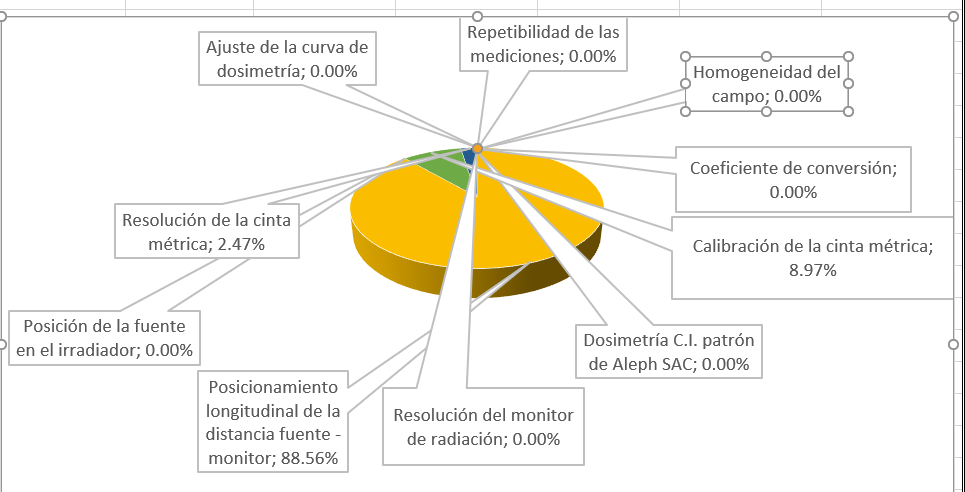 Ajuste de la curva de
dosimetría; 0.00%
Repetibilidad de las
mediciones; 0.00%
Homogeneidad del
campo; 0.00%
Coeficiente de conversión;
0.00%
Resolución de la cinta
métrica; 2.47%
Calibración de la cinta métrica;
8.97%
Posición de la fuente
en el irradiador; 0.00%
Dosimetría C.I. patrón
de Aleph SAC; 0.00%
Posicionamiento
longitudinal de la
distancia fuente -
monitor; 88.56%
Resolución del monitor
de radiación; 0.00%